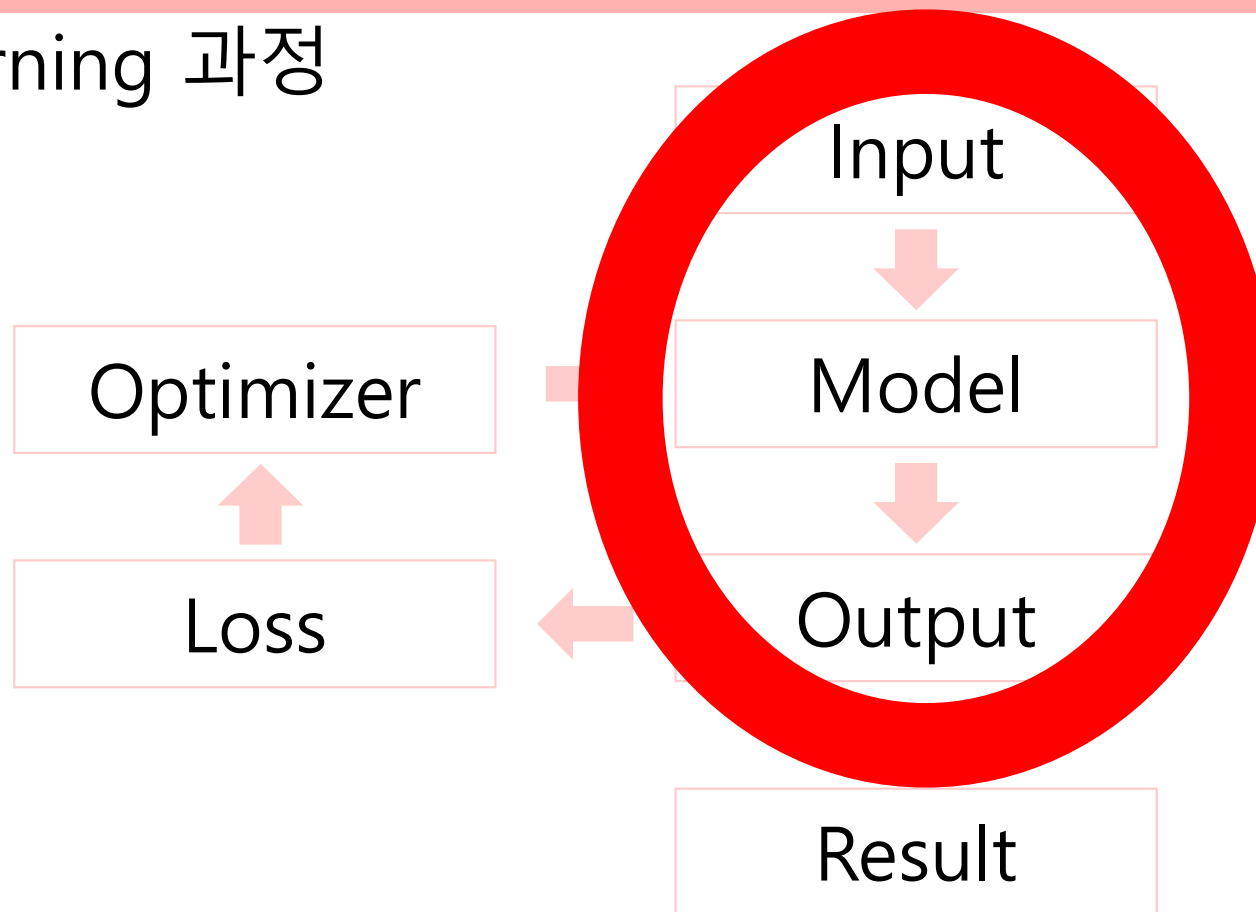 rning 과정
Input
Optimizer
Model
Loss
Output
Result